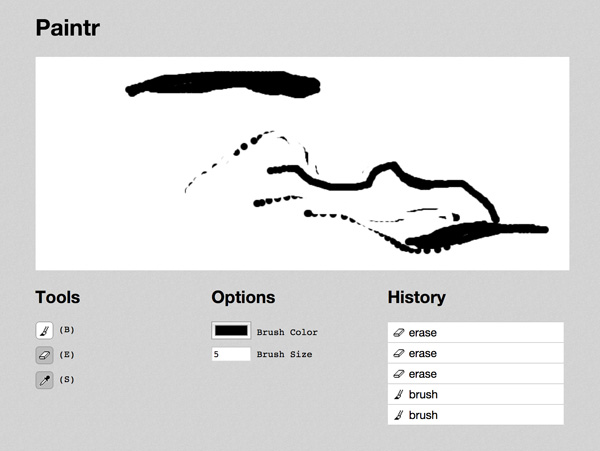 Paintr
Tools
(B)
(E)
(S)
Options
Brush Color
5 Brush Size
History
erase
erase
erase
brush
brush